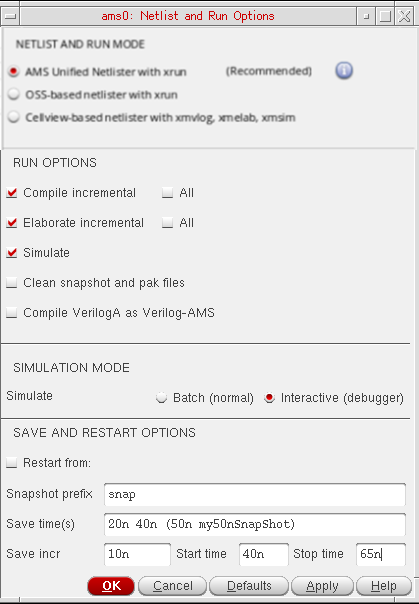 ams0: Netlist and Run Options
NETLIST AND RUN MODE
AMS Unified Netlister with xrun (Recommended) i
OSS-based netlister with xrun
Cellview-based netlister with xmvlog, xmelab, xmsim
RUN OPTIONS
Compile incremental All
Elaborate incremental All
Simulate
Clean snapshot and pak files
Compile VerilogA as Verilog-AMS
SIMULATION MODE
Simulate Batch (normal) Interactive (debugger)
SAVE AND RESTART OPTIONS
Restart from:
Snapshot prefix snap
Save time(s) 20n 40n (50n my50nSnapShot)
Save incr 10n Start time 40n Stop time 65n
OK Cancel Defaults Apply Help